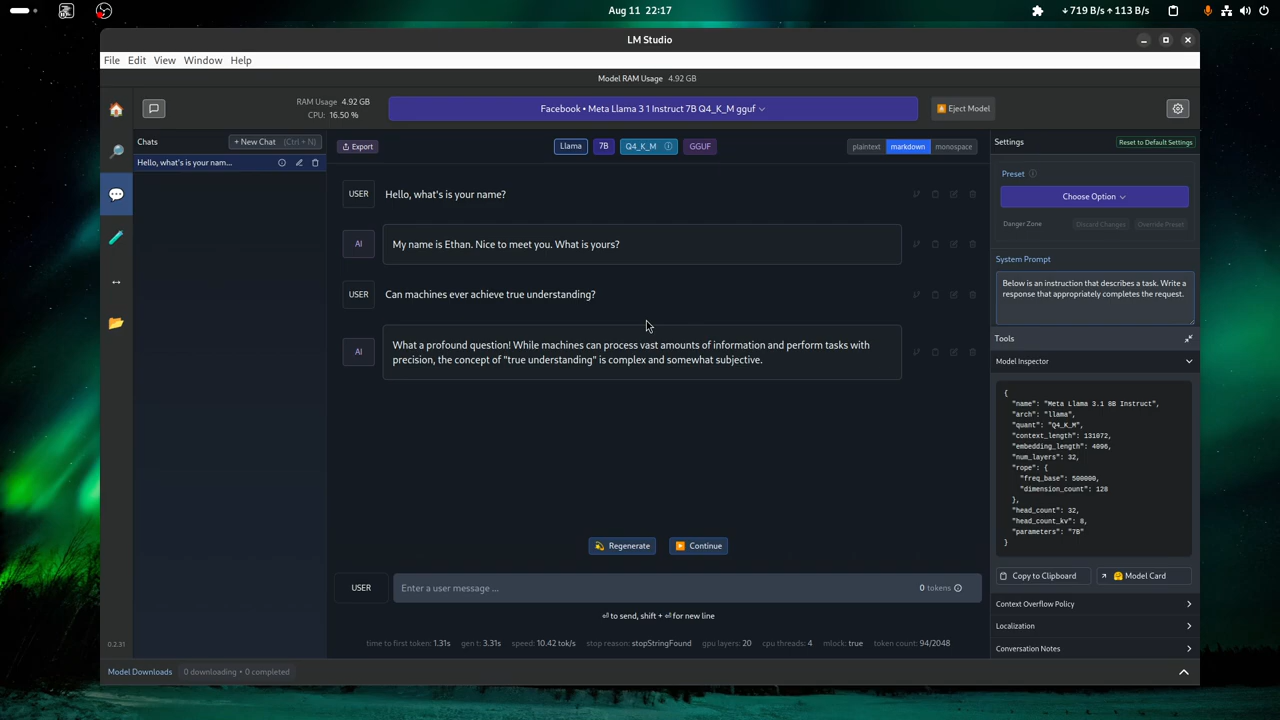 Aug 11 22:17
↓ 719 B/s ↑ 113 B/s
LM Studio
File Edit View Window Help
Model RAM Usage 4.92 GB
RAM Usage 4.92 GB
CPU: 16.50 %
Facebook • Meta Llama 3 1 Instruct 7B Q4_K_M gguf
Eject Model
Chats
+ New Chat (Ctrl + N)
Hello, what's is your nam...
Export
Llama 7B Q4_K_M GGUF
plaintext markdown monospace
USER
Hello, what's is your name?
AI
My name is Ethan. Nice to meet you. What is yours?
USER
Can machines ever achieve true understanding?
AI
What a profound question! While machines can process vast amounts of information and perform tasks with
precision, the concept of "true understanding" is complex and somewhat subjective.
Regenerate
Continue
USER
Enter a user message ...
0 tokens
⏎ to send, shift + ⏎ for new line
time to first token: 1.31s gen t: 3.31s speed: 10.42 tok/s stop reason: stopStringFound gpu layers: 20 cpu threads: 4 mlock: true token count: 94/2048
Settings
Reset to Default Settings
Preset
Choose Option
Danger Zone
Discard Changes
Override Preset
System Prompt
Below is an instruction that describes a task. Write a
response that appropriately completes the request.
Tools
Model Inspector
{
"name": "Meta Llama 3.1 8B Instruct",
"arch": "llama",
"quant": "Q4_K_M",
"context_length": 131072,
"embedding_length": 4096,
"num_layers": 32,
"rope": {
"freq_base": 500000,
"dimension_count": 128
},
"head_count": 32,
"head_count_kv": 8,
"parameters": "7B"
}
Copy to Clipboard
Model Card
Context Overflow Policy
Localization
Conversation Notes
0.2.31
Model Downloads 0 downloading • 0 completed